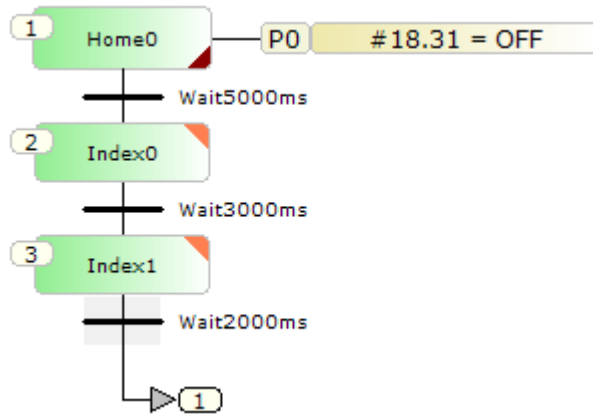 1 Home0 P0 #18.31 = OFF
Wait5000ms
2 Index0
Wait3000ms
3 Index1
Wait2000ms
1